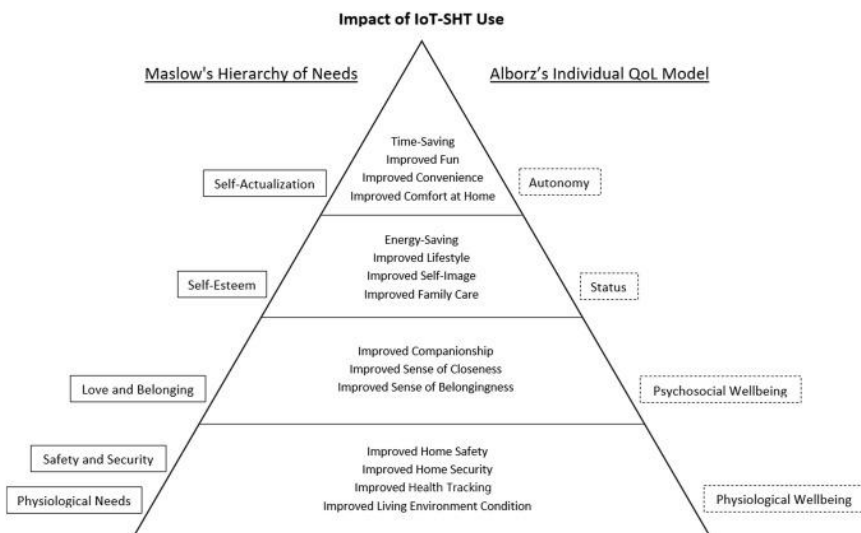 Impact of IoT-SHT Use
Maslow's Hierarchy of Needs
Alborz's Individual QoL Model
Time-Saving
Improved Fun
Improved Convenience
Improved Comfort at Home
Self-Actualization
Autonomy
Energy-Saving
Improved Lifestyle
Improved Self-Image
Improved Family Care
Self-Esteem
Status
Improved Companionship
Improved Sense of Closeness
Improved Sense of Belongingness
Love and Belonging
Psychosocial Wellbeing
Safety and Security
Improved Home Safety
Improved Home Security
Improved Health Tracking
Improved Living Environment Condition
Physiological Needs
Physiological Wellbeing